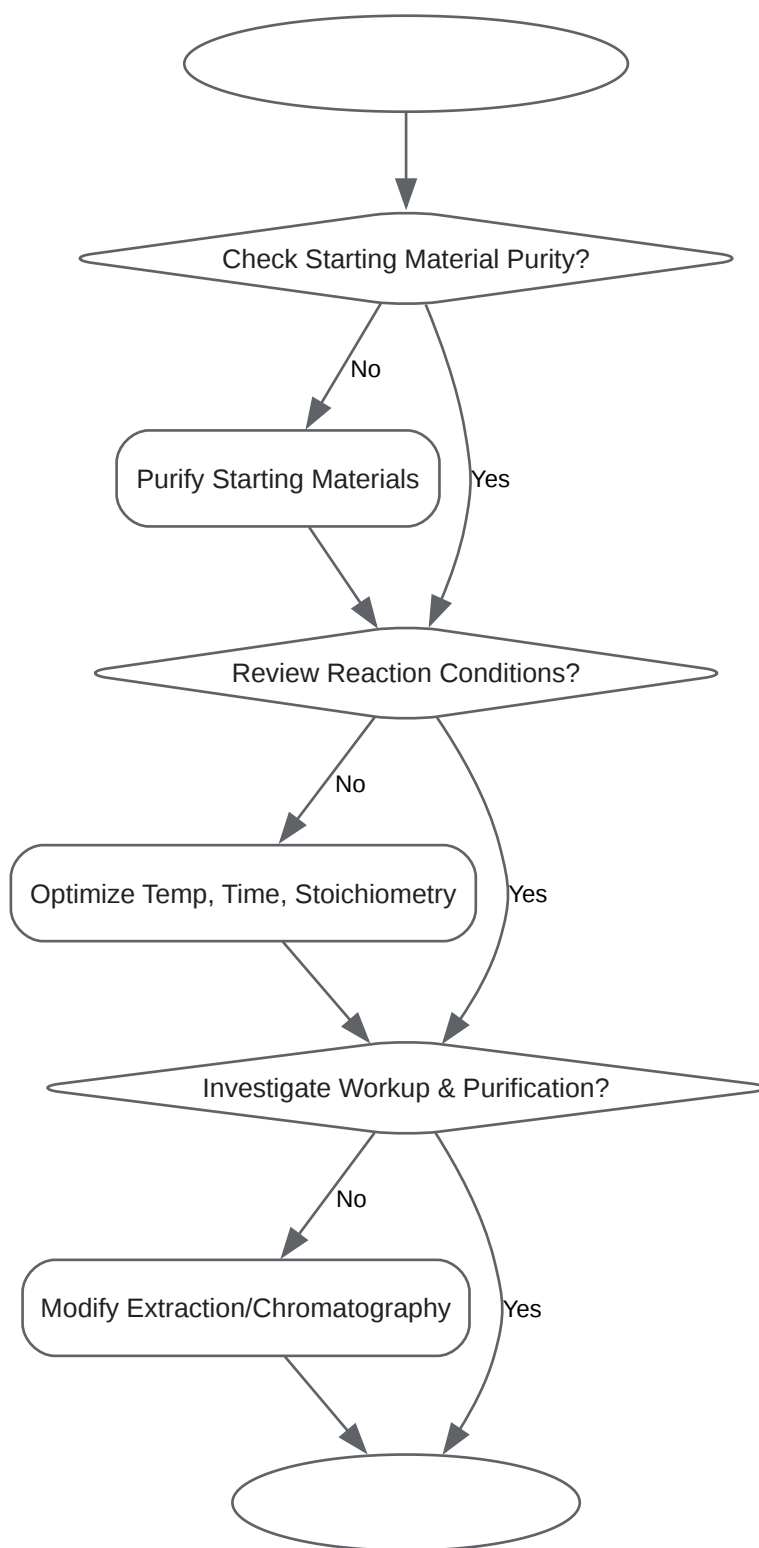 Check Starting Material Purity?
No
Purify Starting Materials
Yes
Review Reaction Conditions?
No
Optimize Temp, Time, Stoichiometry
Yes
Investigate Workup & Purification?
No
Modify Extraction/Chromatography
Yes